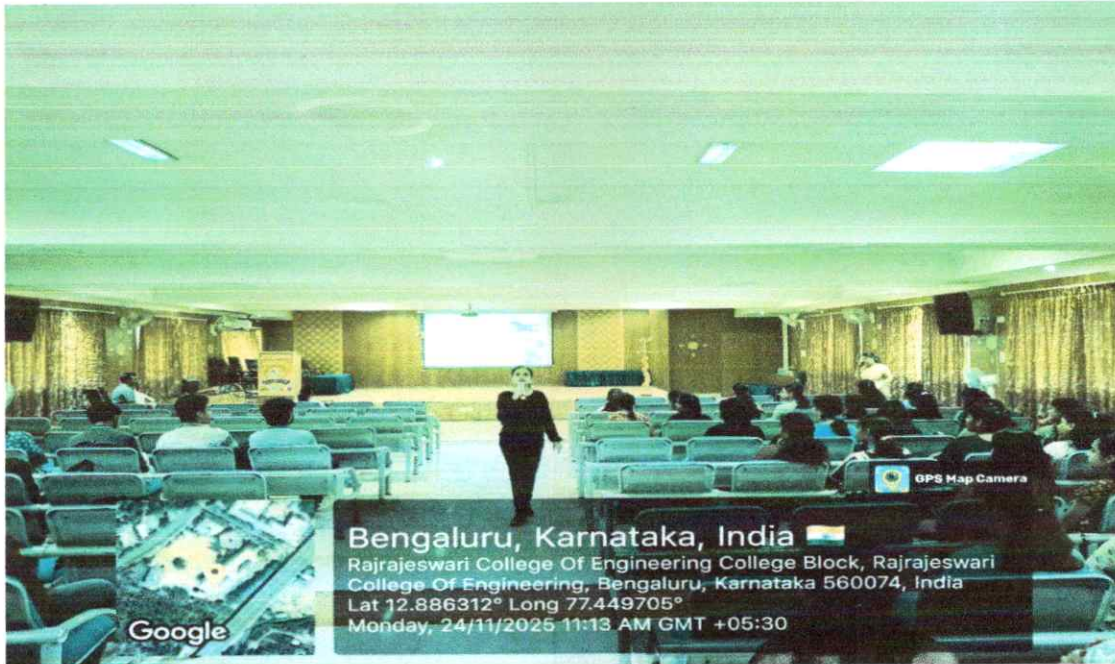 GPS Map Camera
Bengaluru, Karnataka, India
Rajrajeswari College Of Engineering College Block, Rajrajeswari
College Of Engineering, Bengaluru, Karnataka 560074, India
Lat 12.886312° Long 77.449705°
Monday, 24/11/2025 11:13 AM GMT +05:30
Google